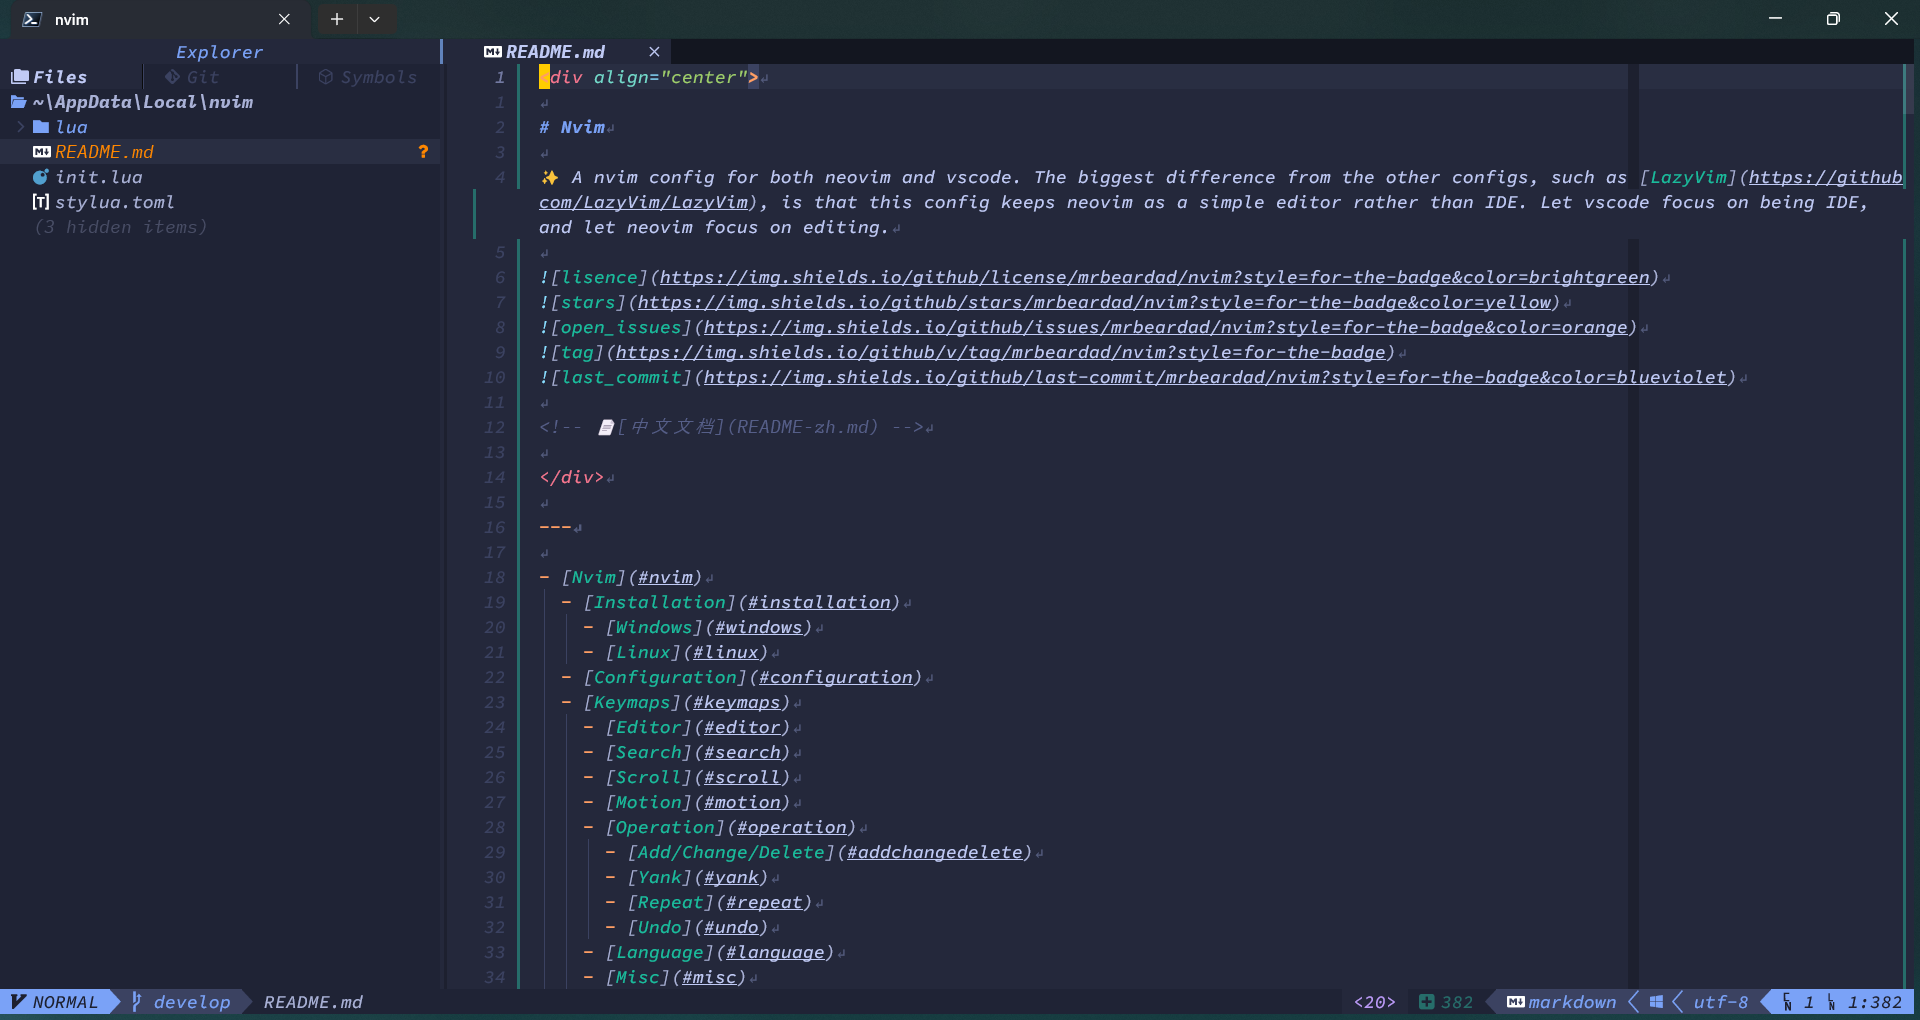 nvim
Explorer
Files Git Symbols
~\AppData\Local\nvim
lua
README.md ?
init.lua
stylua.toml
(3 hidden items)
README.md
1 <div align="center">
1
2 # Nvim
3
4 ✨ A nvim config for both neovim and vscode. The biggest difference from the other configs, such as [LazyVim](https://github
com/LazyVim/LazyVim), is that this config keeps neovim as a simple editor rather than IDE. Let vscode focus on being IDE,
and let neovim focus on editing.
5
6 ![lisence](https://img.shields.io/github/license/mrbeardad/nvim?style=for-the-badge&color=brightgreen)
7 ![stars](https://img.shields.io/github/stars/mrbeardad/nvim?style=for-the-badge&color=yellow)
8 ![open_issues](https://img.shields.io/github/issues/mrbeardad/nvim?style=for-the-badge&color=orange)
9 ![tag](https://img.shields.io/github/v/tag/mrbeardad/nvim?style=for-the-badge)
10 ![last_commit](https://img.shields.io/github/last-commit/mrbeardad/nvim?style=for-the-badge&color=blueviolet)
11
12 <!-- [中文文档](README-zh.md) -->
13
14 </div>
15
16 ---
17
18 - [Nvim](#nvim)
19 - [Installation](#installation)
20 - [Windows](#windows)
21 - [Linux](#linux)
22 - [Configuration](#configuration)
23 - [Keymaps](#keymaps)
24 - [Editor](#editor)
25 - [Search](#search)
26 - [Scroll](#scroll)
27 - [Motion](#motion)
28 - [Operation](#operation)
29 - [Add/Change/Delete](#addchangedelete)
30 - [Yank](#yank)
31 - [Repeat](#repeat)
32 - [Undo](#undo)
33 - [Language](#language)
34 - [Misc](#misc)
NORMAL develop README.md <20> 382 markdown utf-8 1 1:382